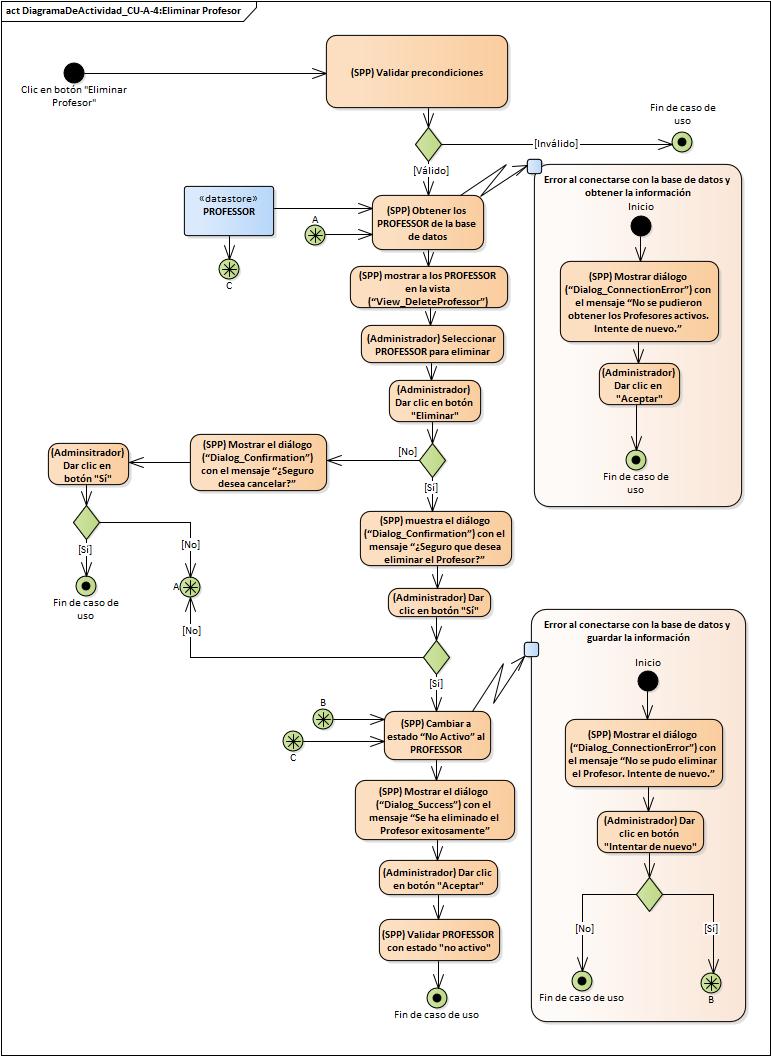 act DiagramaDeActividad_CU-A-4:Eliminar Profesor
Clic en botón "Eliminar
Profesor"
(SPP) Validar precondiciones
Fin de caso de
uso
[Inválido]
[Válido]
«datastore»
PROFESSOR
C
A
(SPP) Obtener los
PROFESSOR de la base
de datos
(SPP) mostrar a los PROFESSOR
en la vista
(“View_DeleteProfessor”)
(Administrador) Seleccionar
PROFESSOR para eliminar
(Administrador)
Dar clic en botón
"Eliminar"
[No]
[Sí]
(SPP) Mostrar el diálogo
(“Dialog_Confirmation”)
con el mensaje “¿Seguro
desea cancelar?”
(Adminsitrador)
Dar clic en
botón "Sí"
[Sí]
[No]
Fin de caso de
uso
A
[No]
(SPP) muestra el diálogo
(“Dialog_Confirmation”) con el
mensaje “¿Seguro que desea
eliminar el Profesor?”
(Administrador) Dar
clic en botón "Sí"
[Sí]
B
C
(SPP) Cambiar a
estado “No Activo” al
PROFESSOR
(SPP) Mostrar el diálogo
(“Dialog_Success”) con el
mensaje “Se ha eliminado el
Profesor exitosamente”
(Administrador) Dar clic
en botón "Aceptar"
(SPP) Validar PROFESSOR
con estado "no activo"
Fin de caso de uso
Error al conectarse con la base de datos y
obtener la información
Inicio
(SPP) Mostrar diálogo
(“Dialog_ConnectionError”) con
el mensaje “No se pudieron
obtener los Profesores activos.
Intente de nuevo.”
(Administrador)
Dar clic en
"Aceptar"
Fin de caso de
uso
Error al conectarse con la base de datos y
guardar la información
Inicio
(SPP) Mostrar el diálogo
(“Dialog_ConnectionError”) con
el mensaje “No se pudo eliminar
el Profesor. Intente de nuevo.”
(Administrador) Dar
clic en botón
"Intentar de nuevo"
[No]
[Sí]
Fin de caso de uso
B